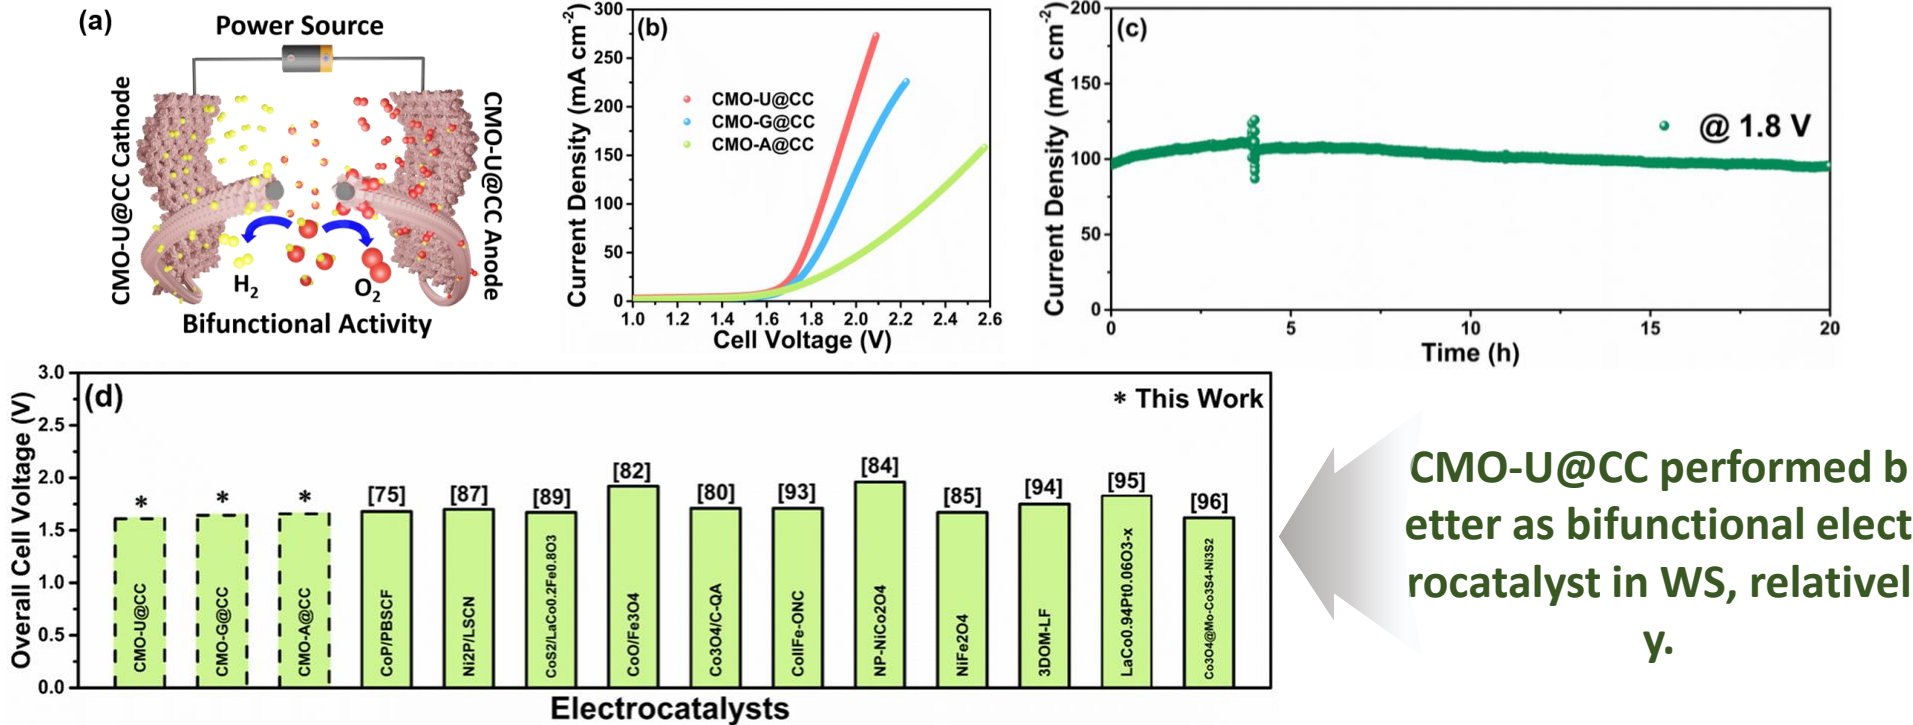 (a)
Power Source
CMO-U@CC Cathode
CMO-U@CC Anode
H2
O2
Bifunctional Activity
(b)
Current Density (mA cm-2)
300
250
200
150
100
50
0
CMO-U@CC
CMO-G@CC
CMO-A@CC
1.0 1.2 1.4 1.6 1.8 2.0 2.2 2.4 2.6
Cell Voltage (V)
(c)
Current Density (mA cm-2)
200
150
100
50
0
@ 1.8 V
0 5 10 15 20
Time (h)
(d)
Overall Cell Voltage (V)
3.0
2.5
2.0
1.5
1.0
0.5
0.0
* This Work
* * * [75] [87] [89] [82] [80] [93] [84] [85] [94] [95] [96]
CMO-U@CC
CMO-G@CC
CMO-A@CC
CoP/PBSCF
Ni2P/LSCN
CoS2/LaCo0.2Fe0.8O3
CoO/Fe3O4
Co3O4/C-QA
CoIIFe-ONC
NP-NiCo2O4
NiFe2O4
3DOM-LF
LaCo0.94Pt0.06O3-x
Co3O4@Mo-Co3S4-Ni3S2
Electrocatalysts
CMO-U@CC performed b
etter as bifunctional elect
rocatalyst in WS, relativel
y.